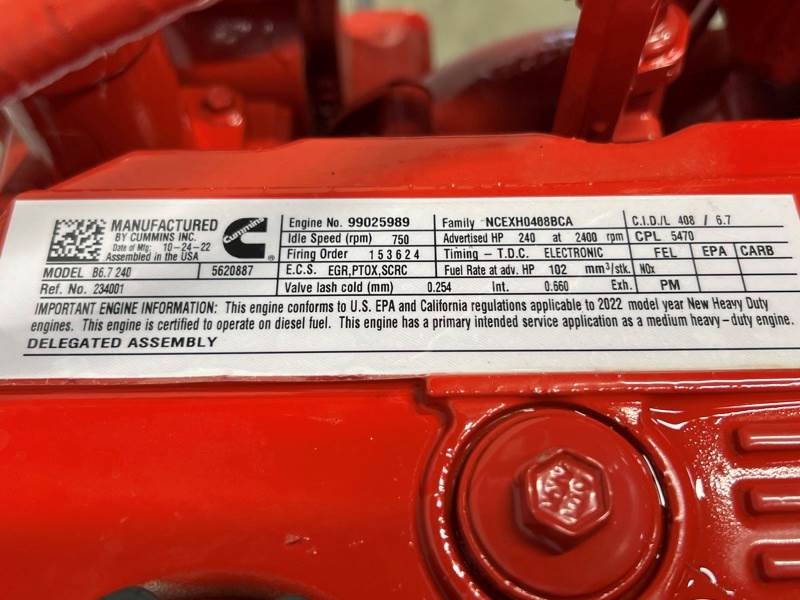 MANUFACTURED
BY CUMMINS INC.
Date of Mfg: 10-24-22
Assembled in the USA
Cummins
®
MODEL B6.7 240 5620887
Ref. No. 234001
Engine No. 99025989
Idle Speed (rpm) 750
Firing Order 1 5 3 6 2 4
E.C.S. EGR,PTOX,SCRC
Valve lash cold (mm) 0.254 Int. 0.660 Exh.
Family NCEXH0408BCA
Advertised HP 240 at 2400 rpm
Timing - T.D.C. ELECTRONIC
Fuel Rate at adv. HP 102 mm³/stk.
C.I.D./L 408 / 6.7
CPL 5470
FEL EPA CARB
NOx
PM
IMPORTANT ENGINE INFORMATION: This engine conforms to U.S. EPA and California regulations applicable to 2022 model year New Heavy Duty
engines. This engine is certified to operate on diesel fuel. This engine has a primary intended service application as a medium heavy-duty engine.
DELEGATED ASSEMBLY